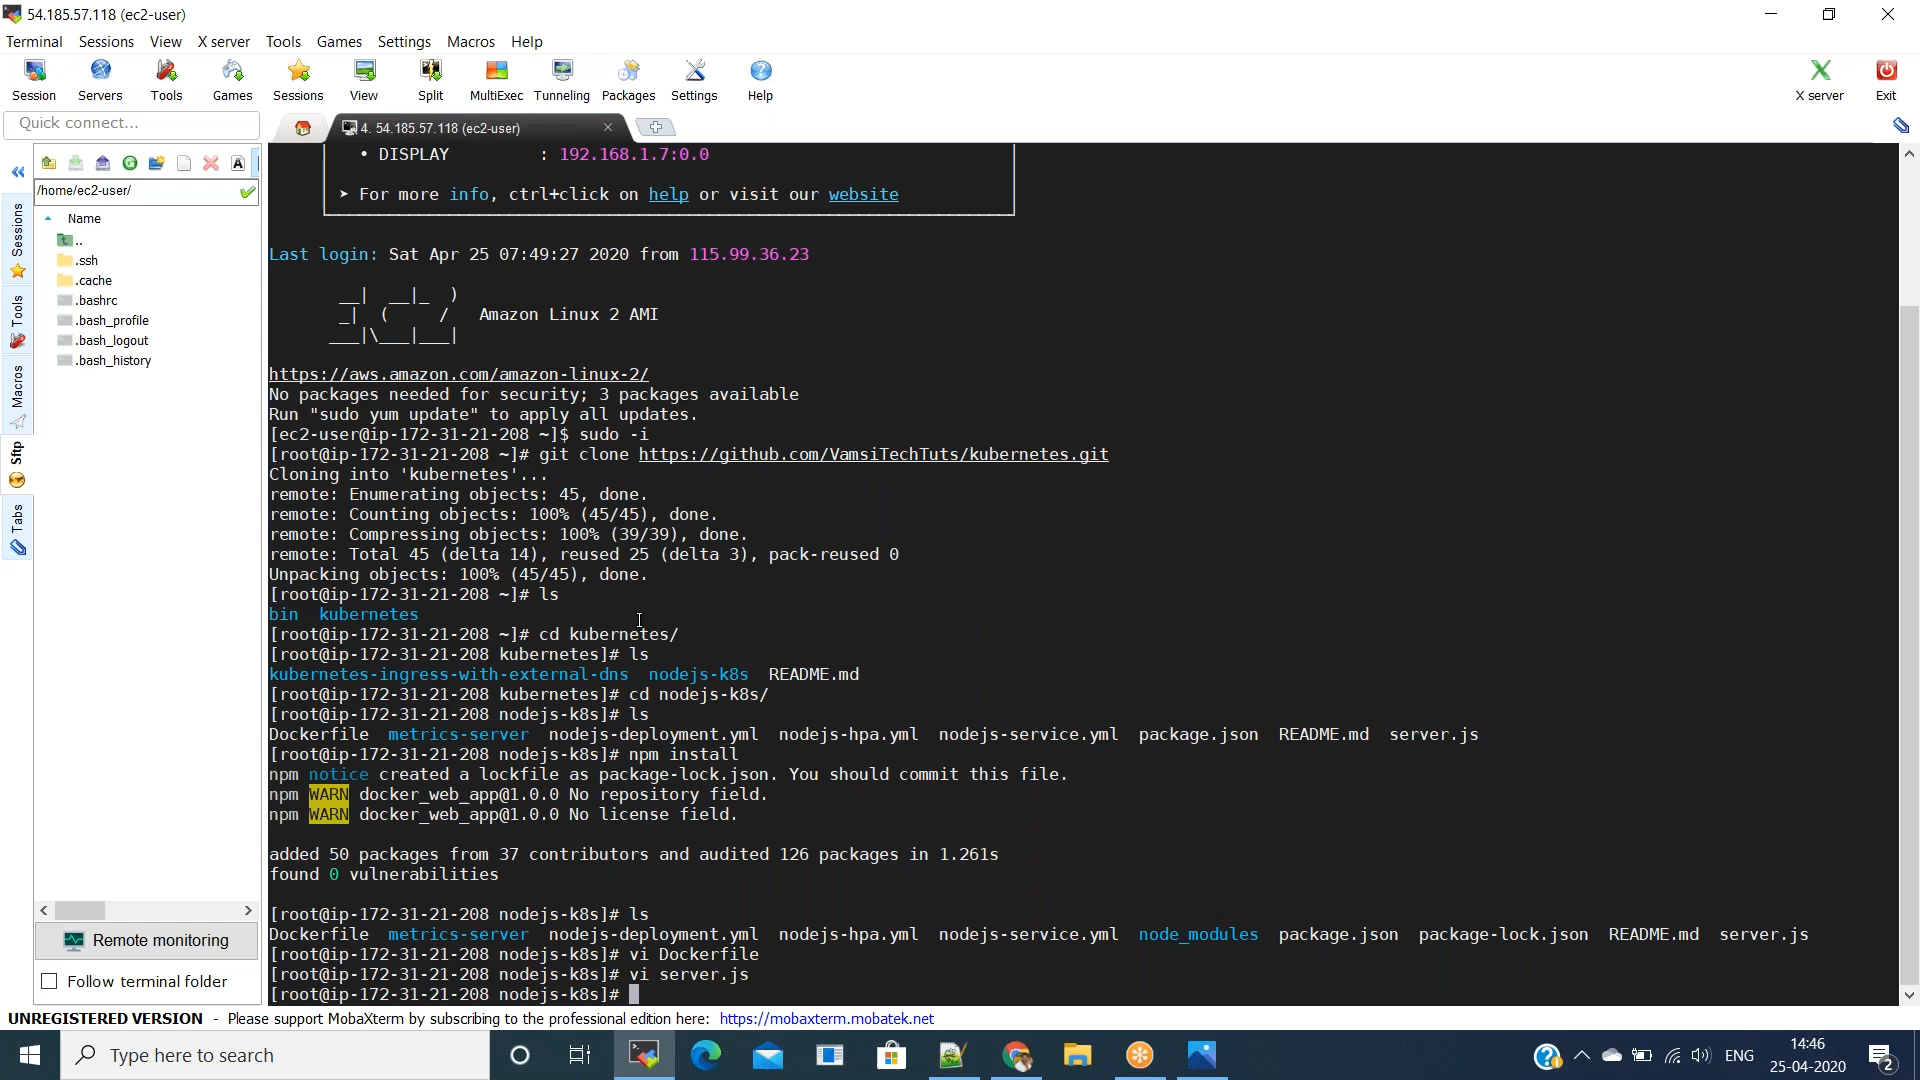 54.185.57.118 (ec2-user)
Terminal Sessions View X server Tools Games Settings Macros Help
Session Servers Tools Games Sessions View Split MultiExec Tunneling Packages Settings Help X server Exit
Quick connect...
4. 54.185.57.118 (ec2-user)
/home/ec2-user/
Name
..
.ssh
.cache
.bashrc
.bash_profile
.bash_logout
.bash_history
Sessions
Tools
Macros
Sftp
Tabs
Remote monitoring
Follow terminal folder
• DISPLAY : 192.168.1.7:0.0
➤ For more info, ctrl+click on help or visit our website
Last login: Sat Apr 25 07:49:27 2020 from 115.99.36.23
__| __|_ )
_| ( / Amazon Linux 2 AMI
___|\___|___|
https://aws.amazon.com/amazon-linux-2/
No packages needed for security; 3 packages available
Run "sudo yum update" to apply all updates.
[ec2-user@ip-172-31-21-208 ~]$ sudo -i
[root@ip-172-31-21-208 ~]# git clone https://github.com/VamsiTechTuts/kubernetes.git
Cloning into 'kubernetes'...
remote: Enumerating objects: 45, done.
remote: Counting objects: 100% (45/45), done.
remote: Compressing objects: 100% (39/39), done.
remote: Total 45 (delta 14), reused 25 (delta 3), pack-reused 0
Unpacking objects: 100% (45/45), done.
[root@ip-172-31-21-208 ~]# ls
bin kubernetes
[root@ip-172-31-21-208 ~]# cd kubernetes/
[root@ip-172-31-21-208 kubernetes]# ls
kubernetes-ingress-with-external-dns nodejs-k8s README.md
[root@ip-172-31-21-208 kubernetes]# cd nodejs-k8s/
[root@ip-172-31-21-208 nodejs-k8s]# ls
Dockerfile metrics-server nodejs-deployment.yml nodejs-hpa.yml nodejs-service.yml package.json README.md server.js
[root@ip-172-31-21-208 nodejs-k8s]# npm install
npm notice created a lockfile as package-lock.json. You should commit this file.
npm WARN docker_web_app@1.0.0 No repository field.
npm WARN docker_web_app@1.0.0 No license field.
added 50 packages from 37 contributors and audited 126 packages in 1.261s
found 0 vulnerabilities
[root@ip-172-31-21-208 nodejs-k8s]# ls
Dockerfile metrics-server nodejs-deployment.yml nodejs-hpa.yml nodejs-service.yml node_modules package.json package-lock.json README.md server.js
[root@ip-172-31-21-208 nodejs-k8s]# vi Dockerfile
[root@ip-172-31-21-208 nodejs-k8s]# vi server.js
[root@ip-172-31-21-208 nodejs-k8s]#
UNREGISTERED VERSION - Please support MobaXterm by subscribing to the professional edition here: https://mobaxterm.mobatek.net
Type here to search
ENG
14:46
25-04-2020
2